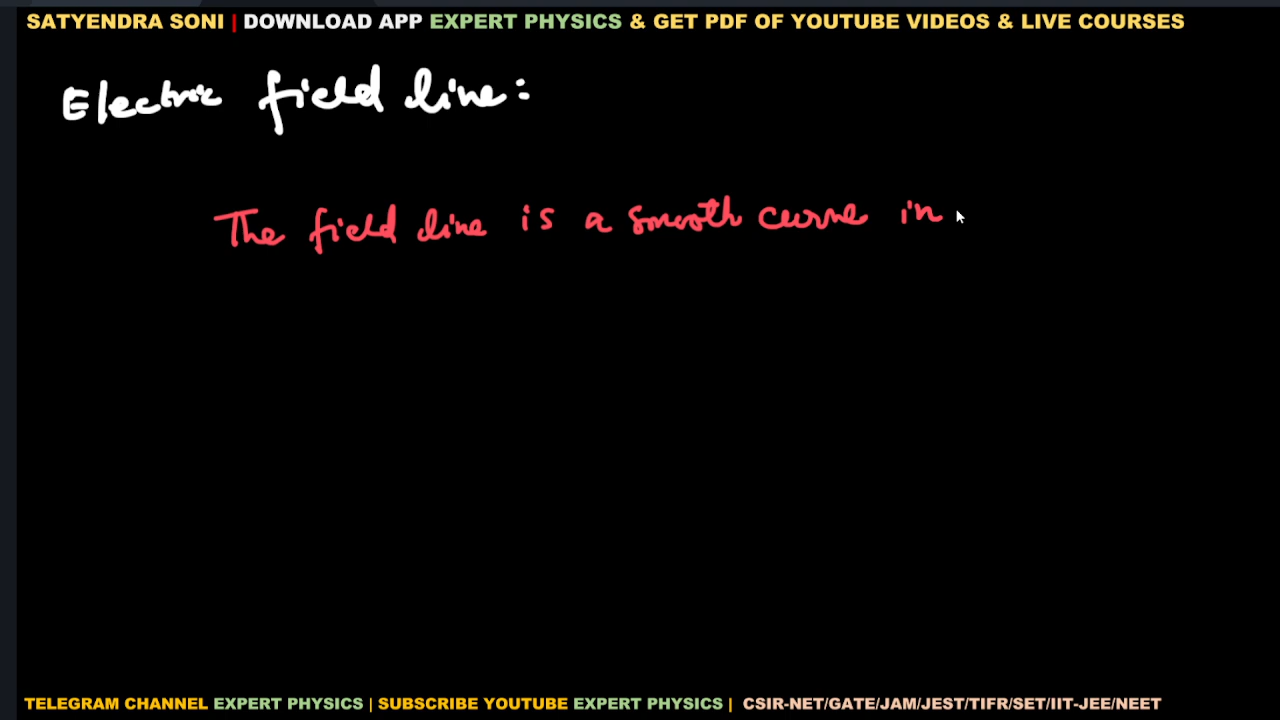 SATYENDRA SONI | DOWNLOAD APP EXPERT PHYSICS & GET PDF OF YOUTUBE VIDEOS & LIVE COURSES
Electric field line:
The field line is a smooth curve in
TELEGRAM CHANNEL EXPERT PHYSICS | SUBSCRIBE YOUTUBE EXPERT PHYSICS | CSIR-NET/GATE/JAM/JEST/TIFR/SET/IIT-JEE/NEET